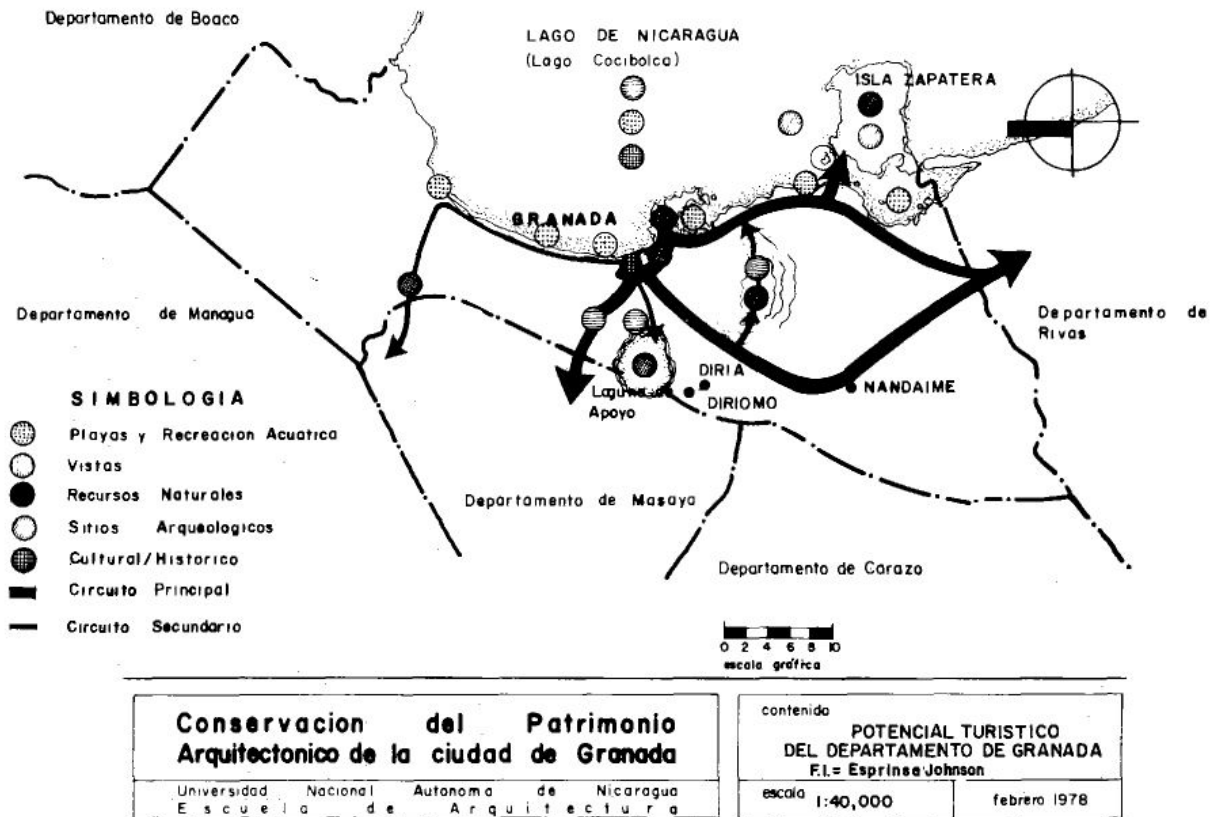 Departamento de Boaco
LAGO DE NICARAGUA
(Lago Cocibolca)
ISLA ZAPATERA
GRANADA
Departamento de Managua
Departamento de
Rivas
DIRIA
NANDAIME
Laguna de
Apoyo
DIRIOMO
SIMBOLOGIA
Playas y Recreacion Acuatica
Vistas
Recursos Naturales
Sitios Arqueologicos
Cultural/Historico
Circuito Principal
Circuito Secundario
Departamento de Masaya
Departamento de Carazo
0 2 4 6 8 10
escala gráfica
Conservacion del Patrimonio
Arquitectonico de la ciudad de Granada
Universidad Nacional Autonoma de Nicaragua
Escuela de Arquitectura
contenido
POTENCIAL TURISTICO
DEL DEPARTAMENTO DE GRANADA
F.I.= Esprinse Johnson
escala 1:40,000
febrero 1978